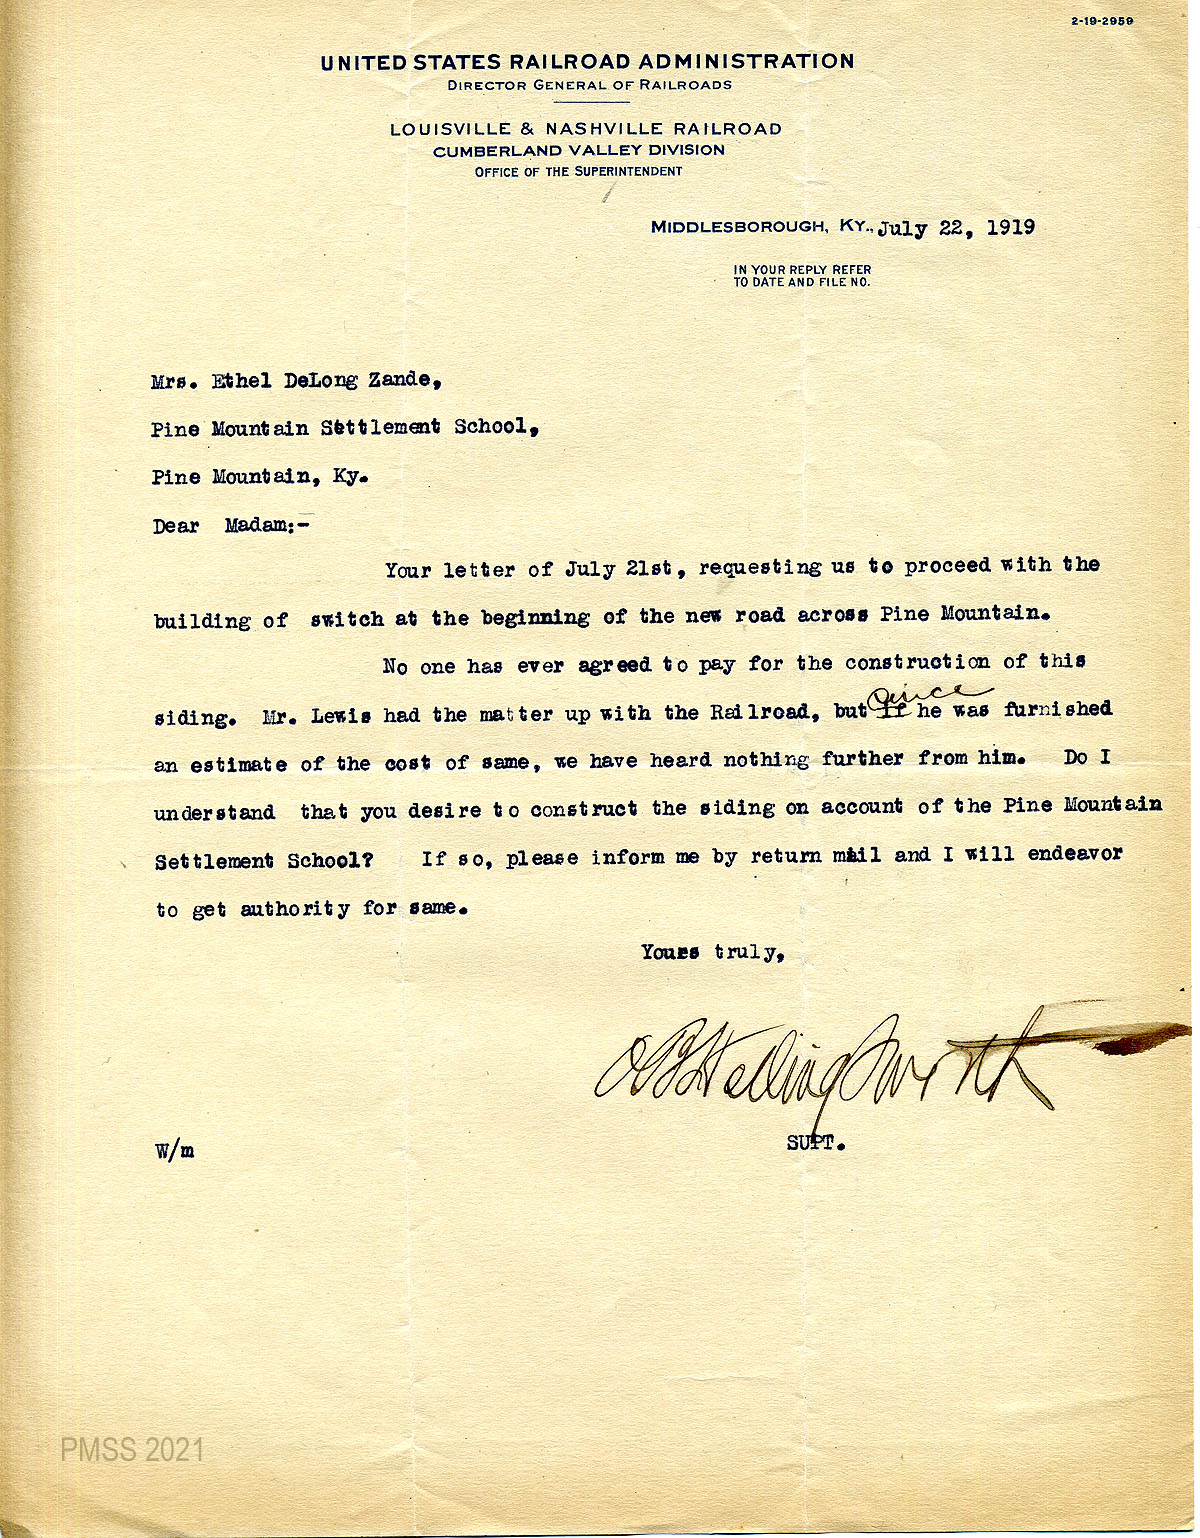 2-19-2959
UNITED STATES RAILROAD ADMINISTRATION
DIRECTOR GENERAL OF RAILROADS
LOUISVILLE & NASHVILLE RAILROAD
CUMBERLAND VALLEY DIVISION
OFFICE OF THE SUPERINTENDENT
MIDDLESBOROUGH, KY., July 22, 1919
IN YOUR REPLY REFER
TO DATE AND FILE NO.
Mrs. Ethel DeLong Zande,
Pine Mountain Settlement School,
Pine Mountain, Ky.
Dear Madam:-
Your letter of July 21st, requesting us to proceed with the
building of switch at the beginning of the new road across Pine Mountain.
No one has ever agreed to pay for the construction of this
since
siding. Mr. Lewis had the matter up with the Railroad, but if he was furnished
an estimate of the cost of same, we have heard nothing further from him. Do I
understand that you desire to construct the siding on account of the Pine Mountain
Settlement School? If so, please inform me by return mail and I will endeavor
to get authority for same.
Yours truly,
Hollingsworth
SUPT.
W/m
PMSS 2021